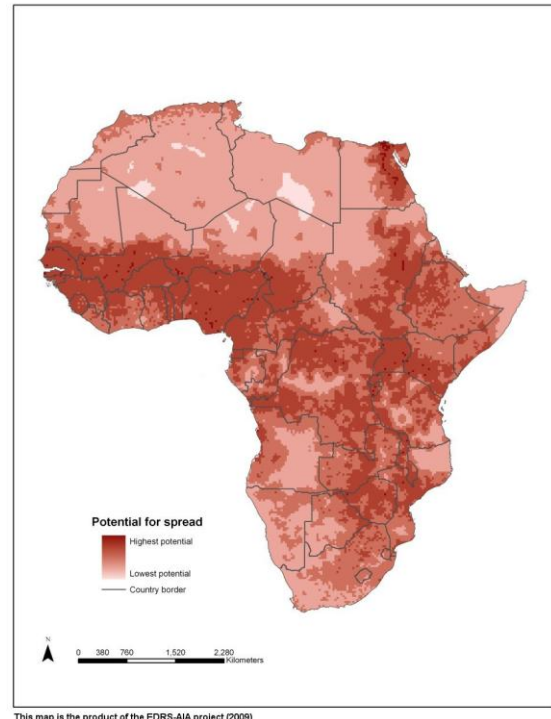 Potential for spread
Highest potential
Lowest potential
Country border
N
0 380 760 1,520 2,280
Kilometers
This map is the product of the EDRS-AIA project (2009)